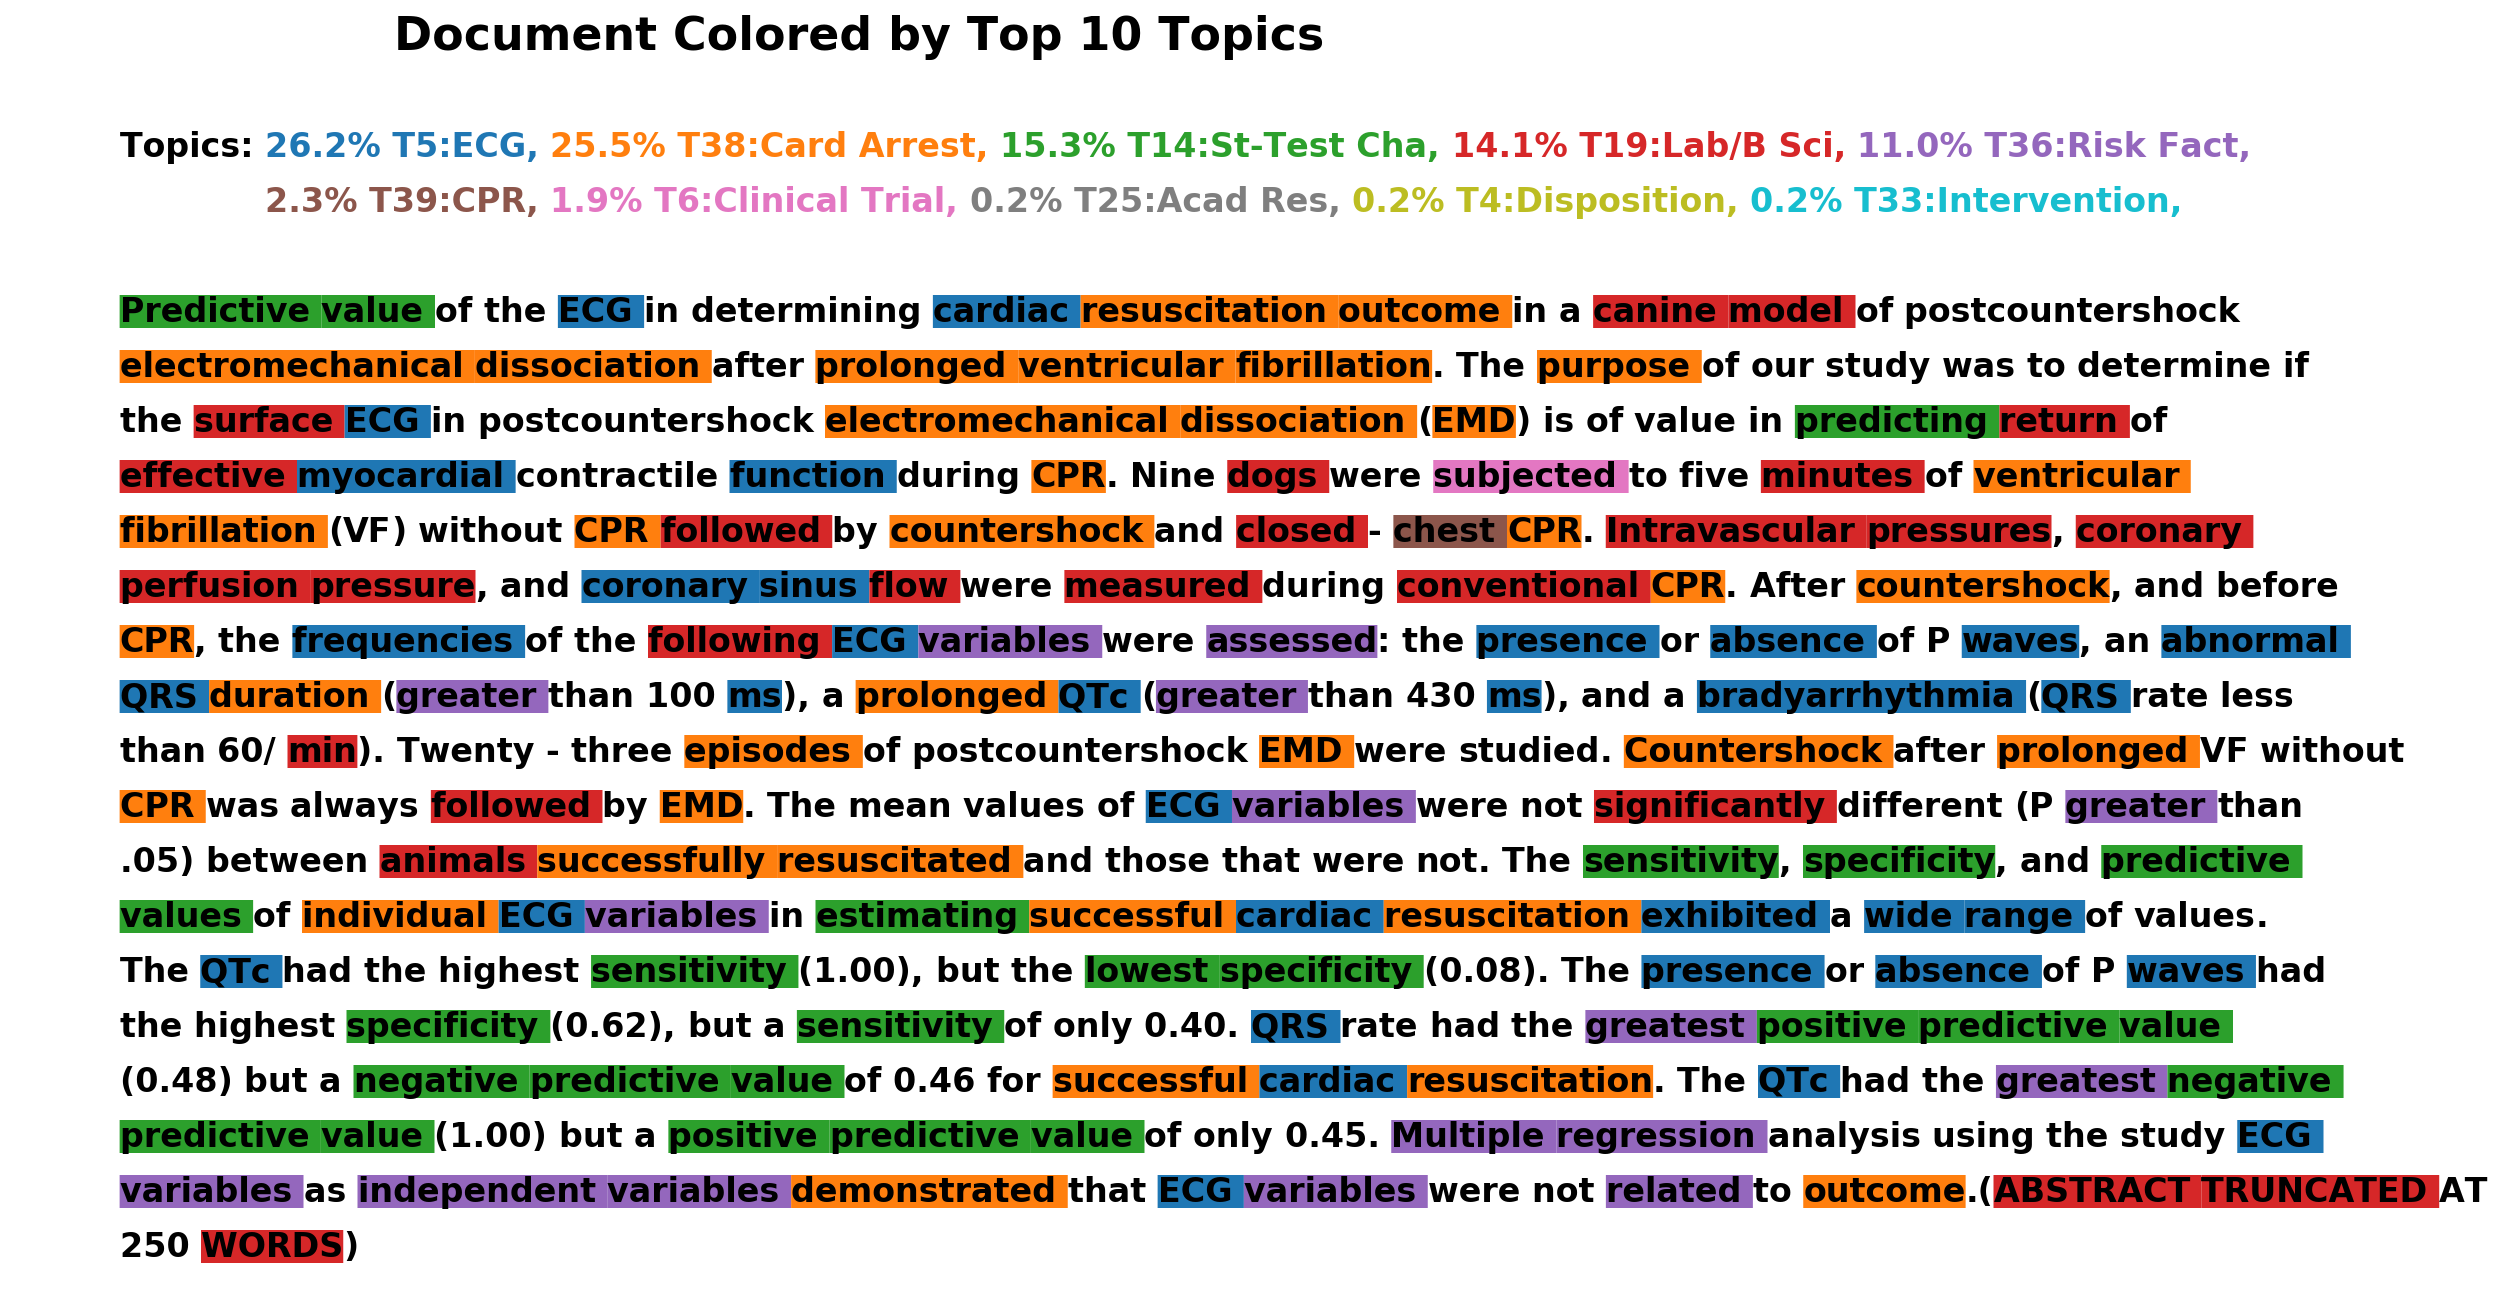 Document Colored by Top 10 Topics
Topics: 26.2% T5:ECG, 25.5% T38:Card Arrest, 15.3% T14:St-Test Cha, 14.1% T19:Lab/B Sci, 11.0% T36:Risk Fact,
2.3% T39:CPR, 1.9% T6:Clinical Trial, 0.2% T25:Acad Res, 0.2% T4:Disposition, 0.2% T33:Intervention,
Predictive value of the ECG in determining cardiac resuscitation outcome in a canine model of postcountershock
electromechanical dissociation after prolonged ventricular fibrillation. The purpose of our study was to determine if
the surface ECG in postcountershock electromechanical dissociation (EMD) is of value in predicting return of
effective myocardial contractile function during CPR. Nine dogs were subjected to five minutes of ventricular
fibrillation (VF) without CPR followed by countershock and closed - chest CPR. Intravascular pressures, coronary
perfusion pressure, and coronary sinus flow were measured during conventional CPR. After countershock, and before
CPR, the frequencies of the following ECG variables were assessed: the presence or absence of P waves, an abnormal
QRS duration (greater than 100 ms), a prolonged QTc (greater than 430 ms), and a bradyarrhythmia (QRS rate less
than 60/ min). Twenty - three episodes of postcountershock EMD were studied. Countershock after prolonged VF without
CPR was always followed by EMD. The mean values of ECG variables were not significantly different (P greater than
.05) between animals successfully resuscitated and those that were not. The sensitivity, specificity, and predictive
values of individual ECG variables in estimating successful cardiac resuscitation exhibited a wide range of values.
The QTc had the highest sensitivity (1.00), but the lowest specificity (0.08). The presence or absence of P waves had
the highest specificity (0.62), but a sensitivity of only 0.40. QRS rate had the greatest positive predictive value
(0.48) but a negative predictive value of 0.46 for successful cardiac resuscitation. The QTc had the greatest negative
predictive value (1.00) but a positive predictive value of only 0.45. Multiple regression analysis using the study ECG
variables as independent variables demonstrated that ECG variables were not related to outcome.(ABSTRACT TRUNCATED AT
250 WORDS)